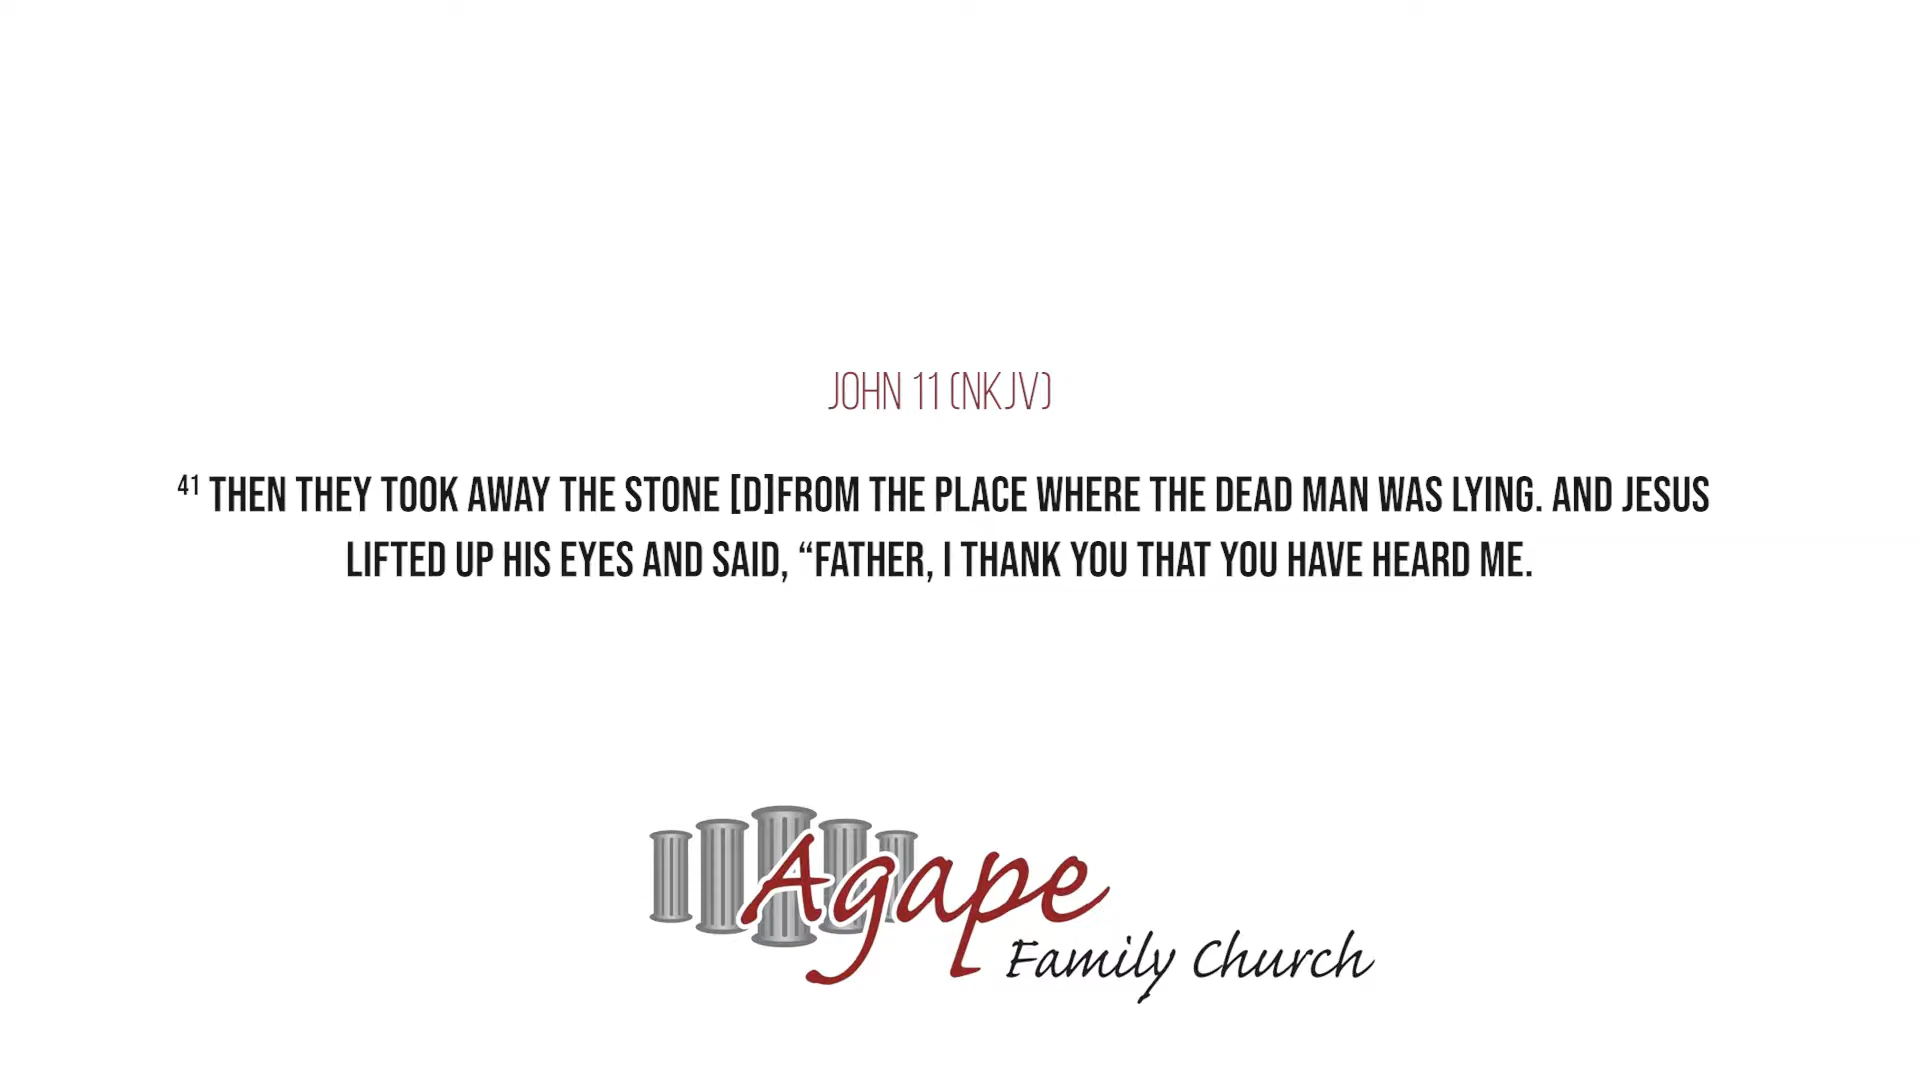 JOHN 11 (NKJV)
41 THEN THEY TOOK AWAY THE STONE [D]FROM THE PLACE WHERE THE DEAD MAN WAS LYING. AND JESUS
LIFTED UP HIS EYES AND SAID, “FATHER, I THANK YOU THAT YOU HAVE HEARD ME.
Agape
Family Church